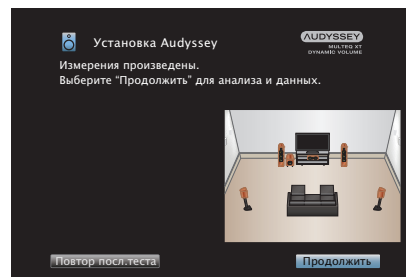 Установка Audyssey
AUDYSSEY
MULTEQ XT
DYNAMIC VOLUME
Измерения произведены.
Выберите “Продолжить” для анализа и данных.
Повтор посл.теста
Продолжить